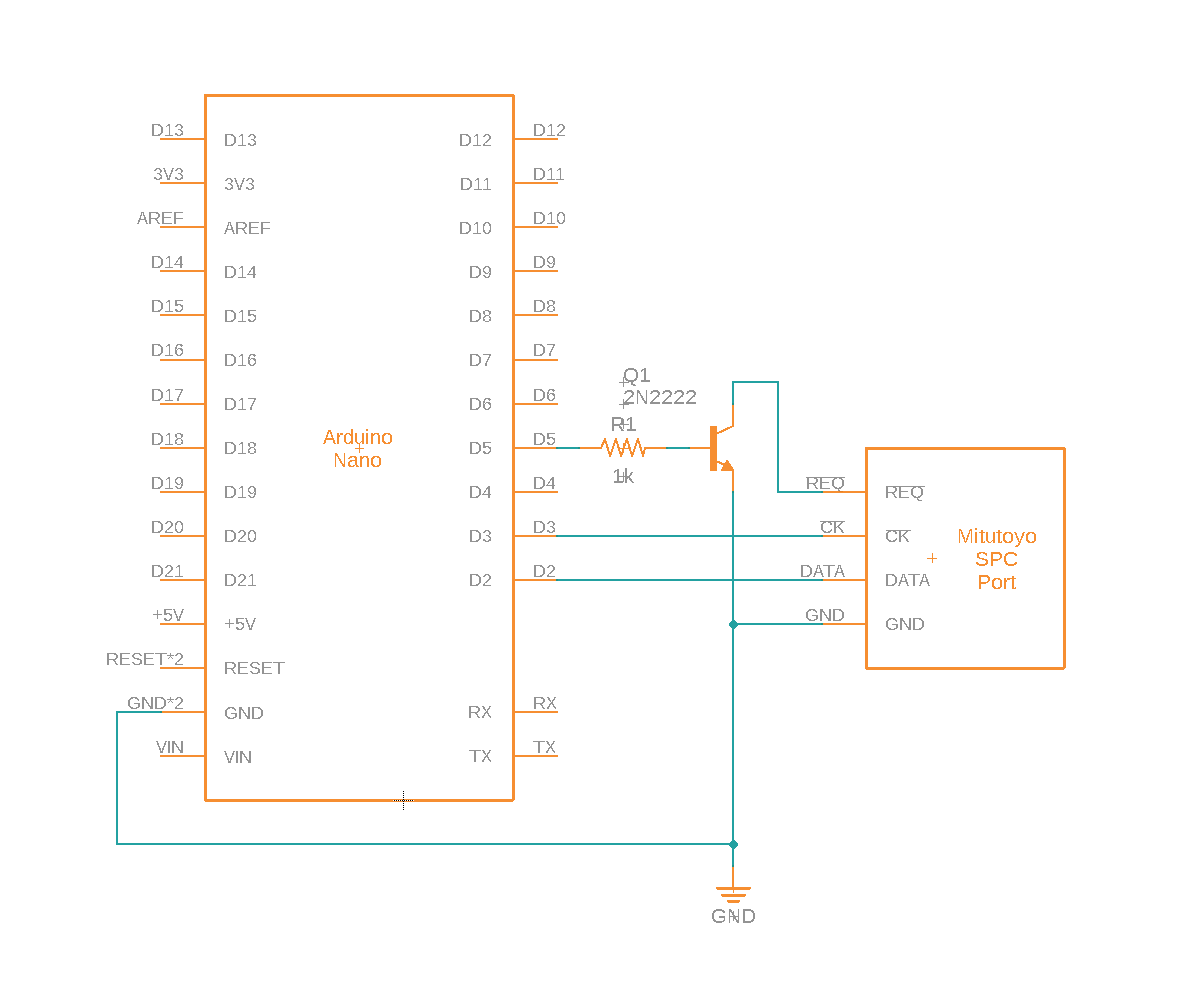 D13 D13 D12 D12
3V3 3V3 D11 D11
AREF AREF D10 D10
D14 D14 D9 D9
D15 D15 D8 D8
D16 D16 D7 D7
Q1
D17 D17 D6 D6 2N2222
R1
Arduino
Nano
D18 D18 D5 D5
1k
D19 D19 D4 D4 REQ REQ
D20 D20 D3 D3 CK CK
Mitutoyo
SPC
Port
D21 D21 D2 D2 DATA DATA
+5V +5V GND GND
RESET*2 RESET
GND*2 GND RX RX
VIN VIN TX TX
GND